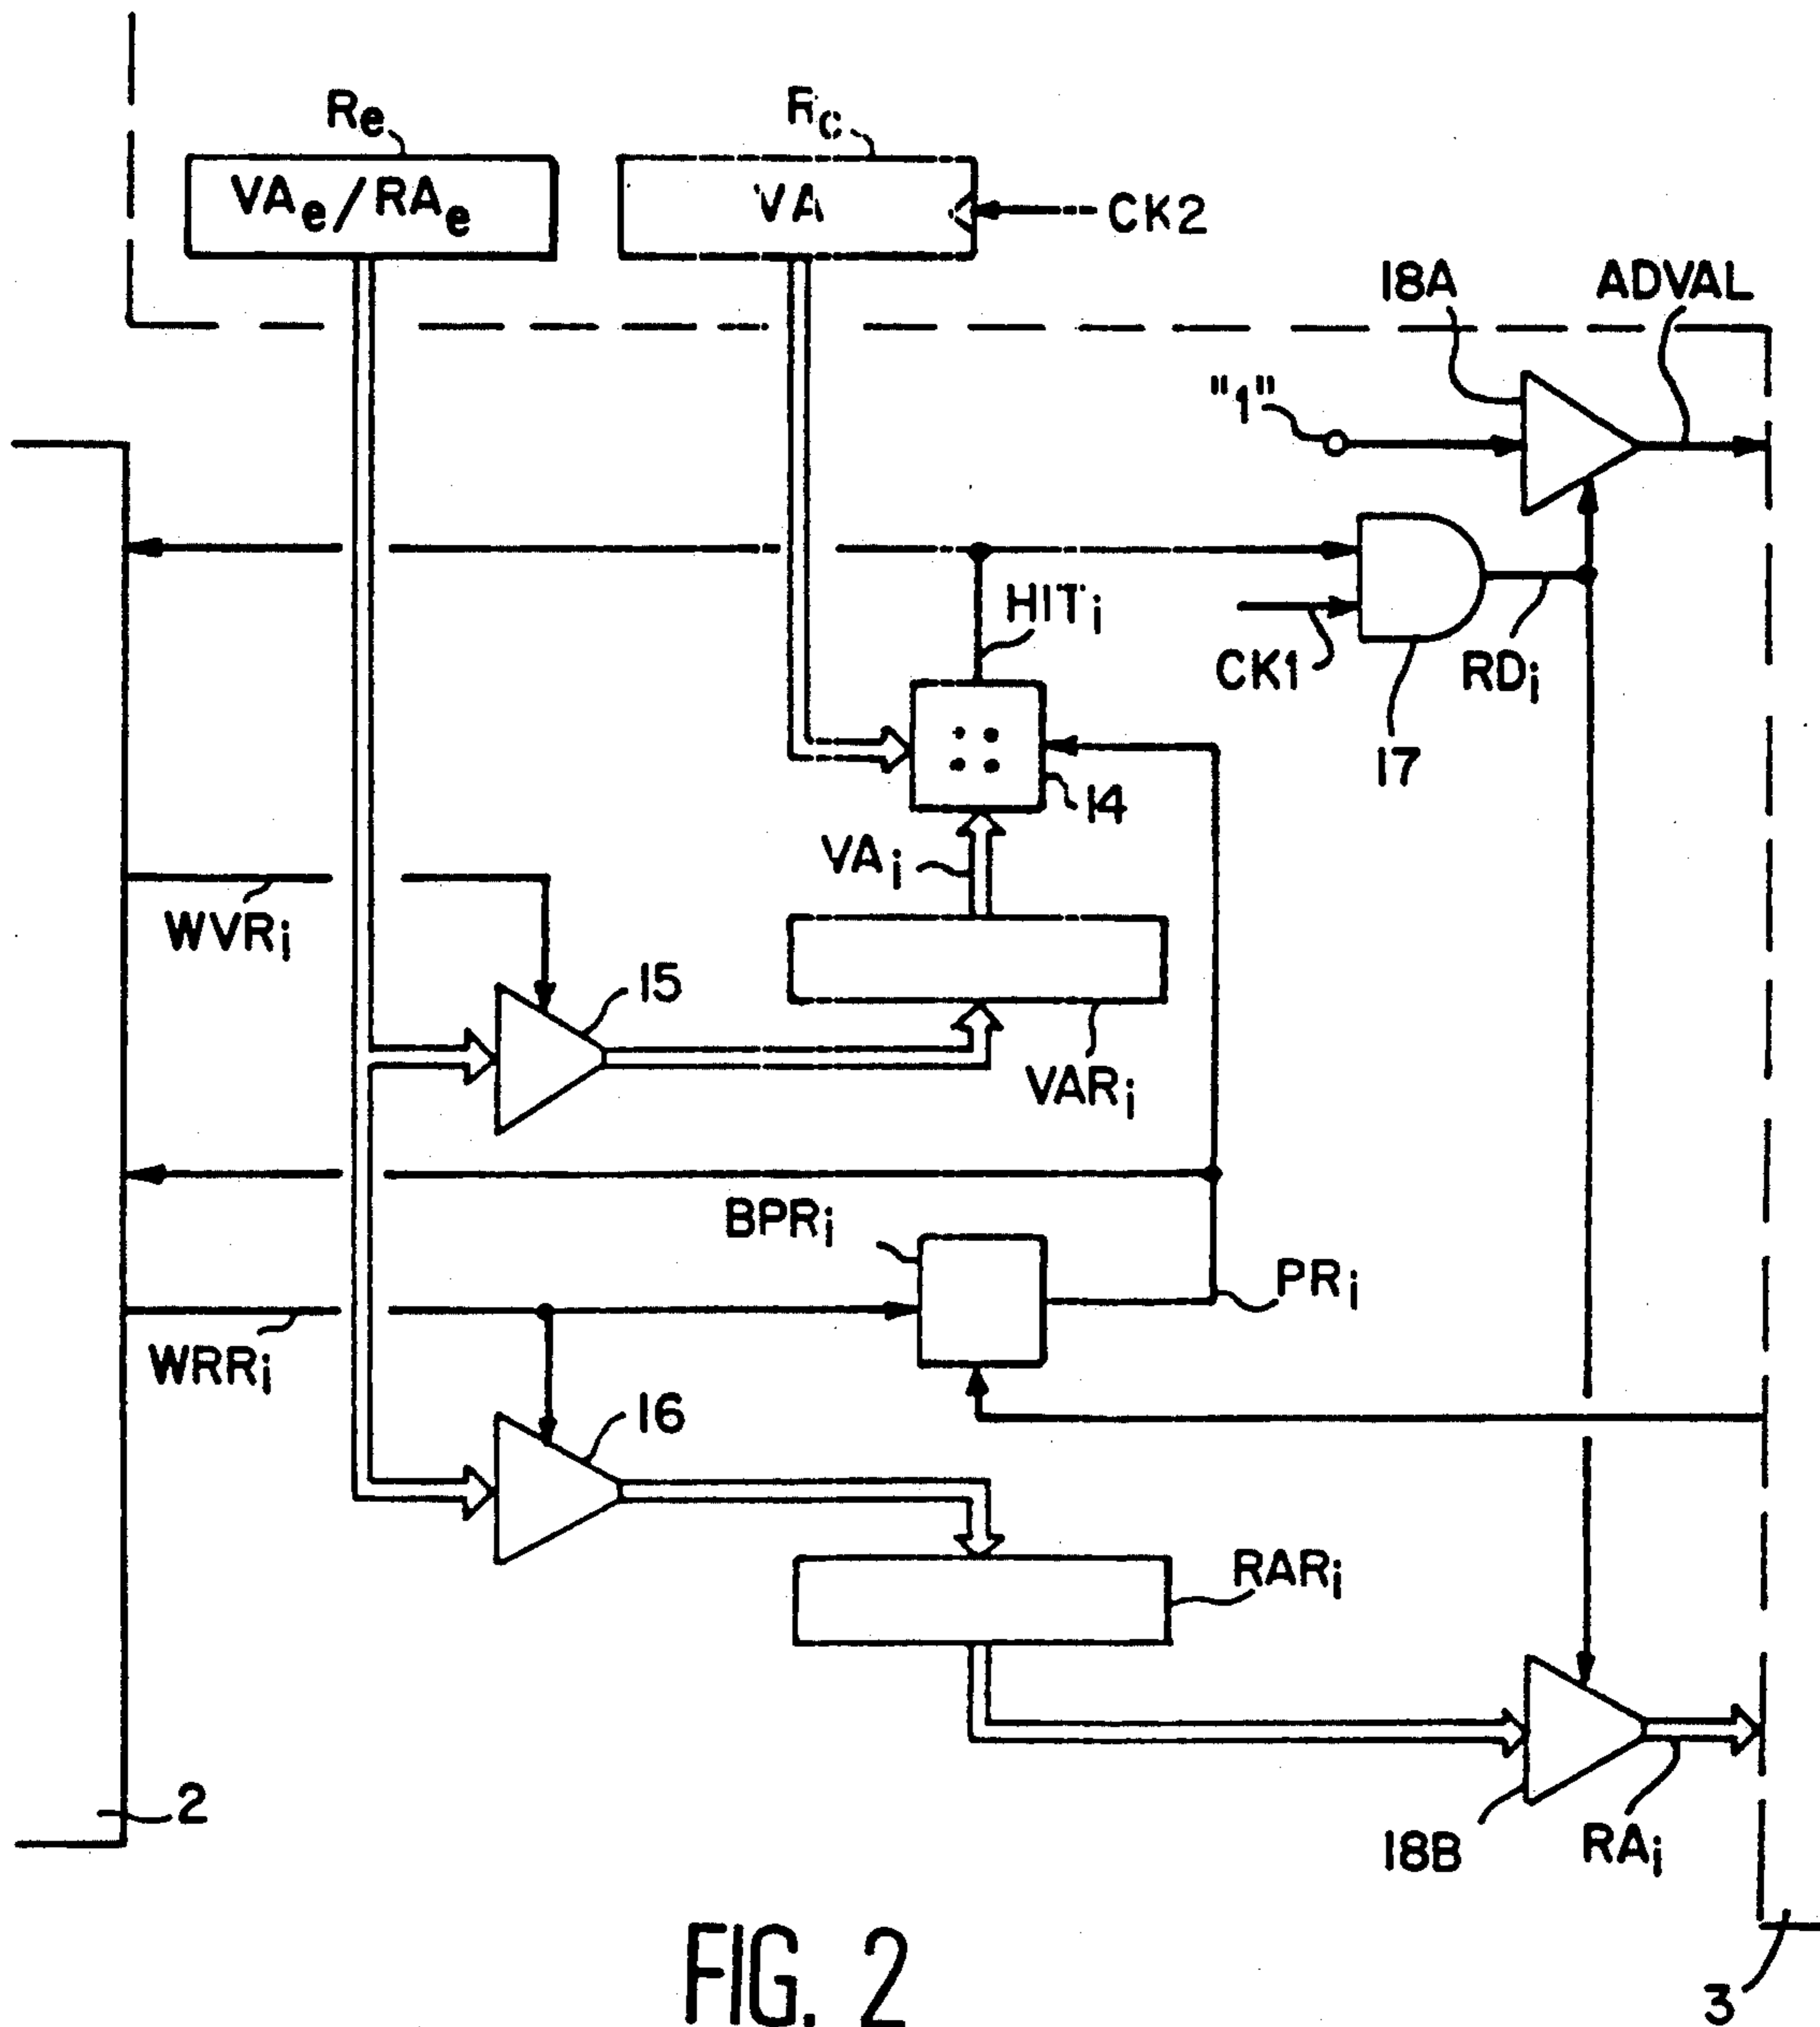 Re
Rc
VAe/RAe
VA
CK2
18A
ADVAL
"1"
HITi
CK1
RDi
17
14
VAi
WVRi
15
VARi
BPRi
PRi
WRRi
16
RARi
2
18B
RAi
3
FIG. 2